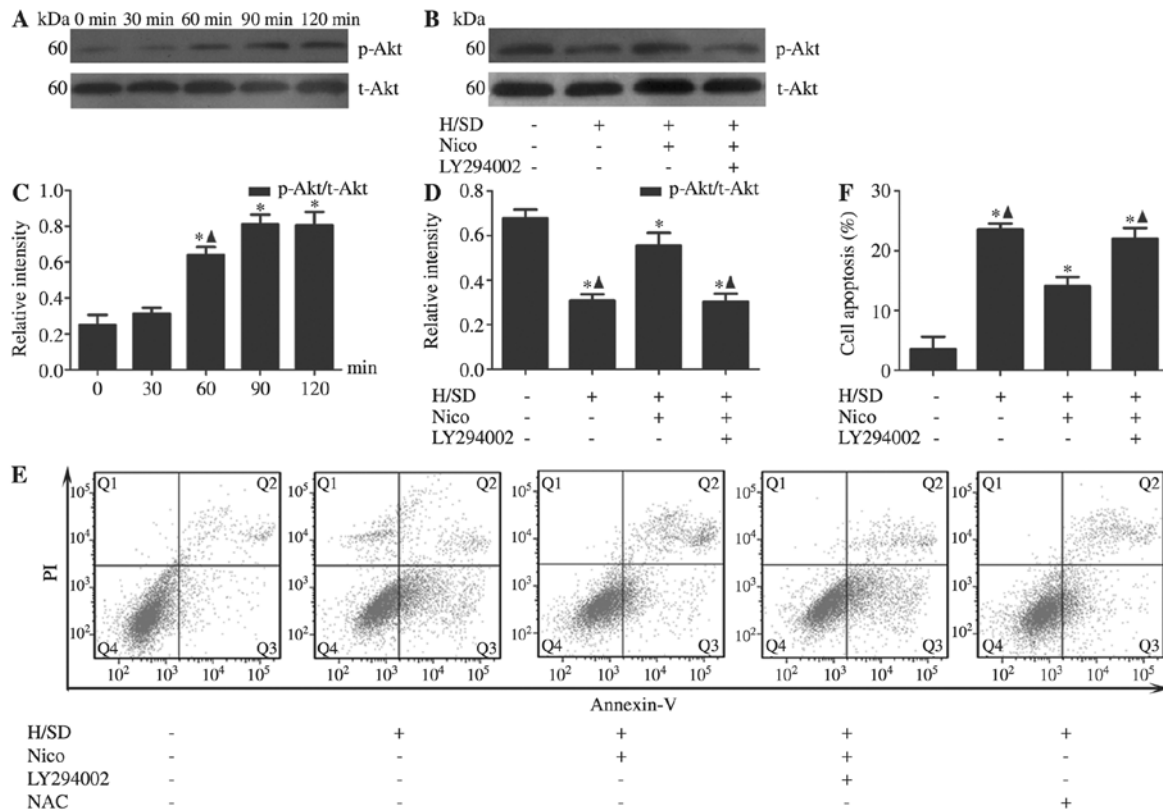 A kDa 0 min 30 min 60 min 90 min 120 min
60 p-Akt
60 t-Akt
B kDa
60 p-Akt
60 t-Akt
H/SD - + + +
Nico - - + +
LY294002 - - - +
C p-Akt/t-Akt
Relative intensity
1.0
0.8
0.6
0.4
0.2
0.0
*▲ * *
0 30 60 90 120 min
D p-Akt/t-Akt
Relative intensity
0.8
0.6
0.4
0.2
0.0
*▲ * *▲
H/SD - + + +
Nico - - + +
LY294002 - - - +
F
Cell apoptosis (%)
30
20
10
0
*▲ * *▲
H/SD - + + +
Nico - - + +
LY294002 - - - +
E
PI
Q1 Q2 Q1 Q2 Q1 Q2 Q1 Q2 Q1 Q2
10⁵ 10⁵ 10⁵ 10⁵ 10⁵
10⁴ 10⁴ 10⁴ 10⁴ 10⁴
10³ 10³ 10³ 10³ 10³
10² 10² 10² 10² 10²
Q4 Q3 Q4 Q3 Q4 Q3 Q4 Q3 Q4 Q3
10² 10³ 10⁴ 10⁵ 10² 10³ 10⁴ 10⁵ 10² 10³ 10⁴ 10⁵ 10² 10³ 10⁴ 10⁵ 10² 10³ 10⁴ 10⁵
Annexin-V
H/SD - + + + +
Nico - - + + -
LY294002 - - - + -
NAC - - - - +